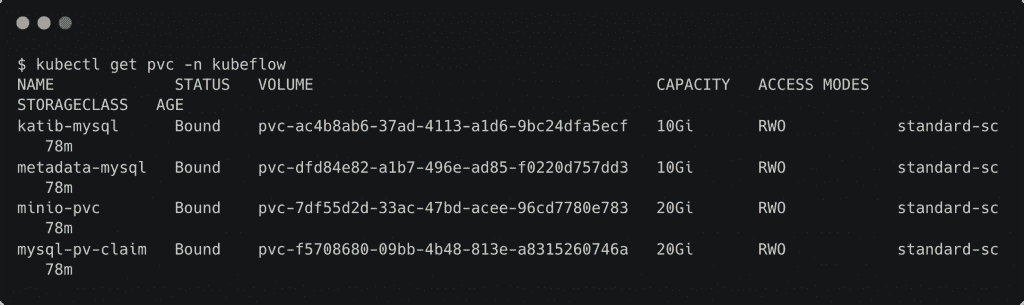 $ kubectl get pvc -n kubeflow
NAME             STATUS   VOLUME                                     CAPACITY   ACCESS MODES
STORAGECLASS   AGE
katib-mysql      Bound    pvc-ac4b8ab6-37ad-4113-a1d6-9bc24dfa5ecf   10Gi       RWO            standard-sc
   78m
metadata-mysql   Bound    pvc-dfd84e82-a1b7-496e-ad85-f0220d757dd3   10Gi       RWO            standard-sc
   78m
minio-pvc        Bound    pvc-7df55d2d-33ac-47bd-acee-96cd7780e783   20Gi       RWO            standard-sc
   78m
mysql-pv-claim   Bound    pvc-f5708680-09bb-4b48-813e-a8315260746a   20Gi       RWO            standard-sc
   78m